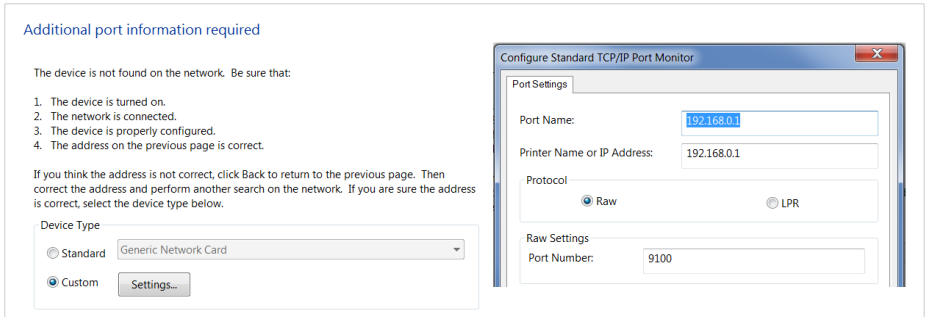 Additional port information required
The device is not found on the network. Be sure that:
1. The device is turned on.
2. The network is connected.
3. The device is properly configured.
4. The address on the previous page is correct.
If you think the address is not correct, click Back to return to the previous page. Then
correct the address and perform another search on the network. If you are sure the address
is correct, select the device type below.
Device Type
Standard Generic Network Card
Custom Settings...
Configure Standard TCP/IP Port Monitor
Port Settings
Port Name: 192.168.0.1
Printer Name or IP Address: 192.168.0.1
Protocol
Raw LPR
Raw Settings
Port Number: 9100